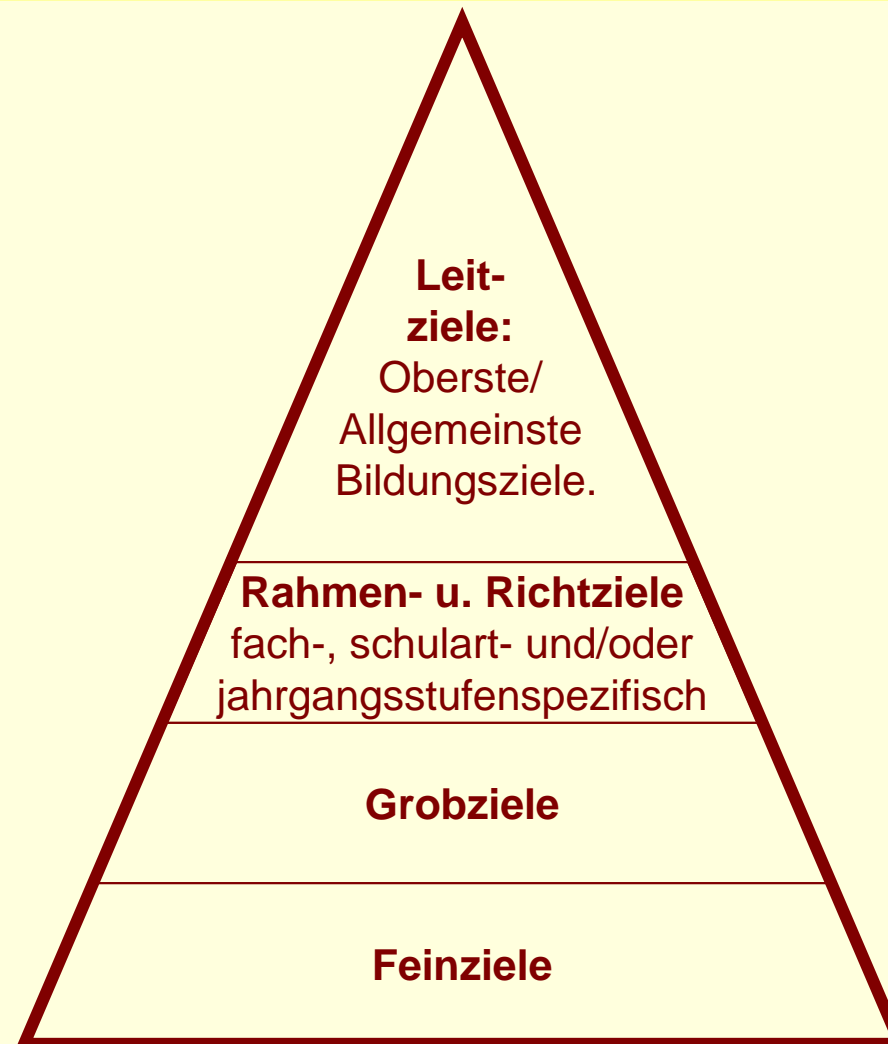 Leit-
ziele:
Oberste/
Allgemeinste
Bildungsziele.
Rahmen- u. Richtziele
fach-, schulart- und/oder
jahrgangsstufenspezifisch
Grobziele
Feinziele